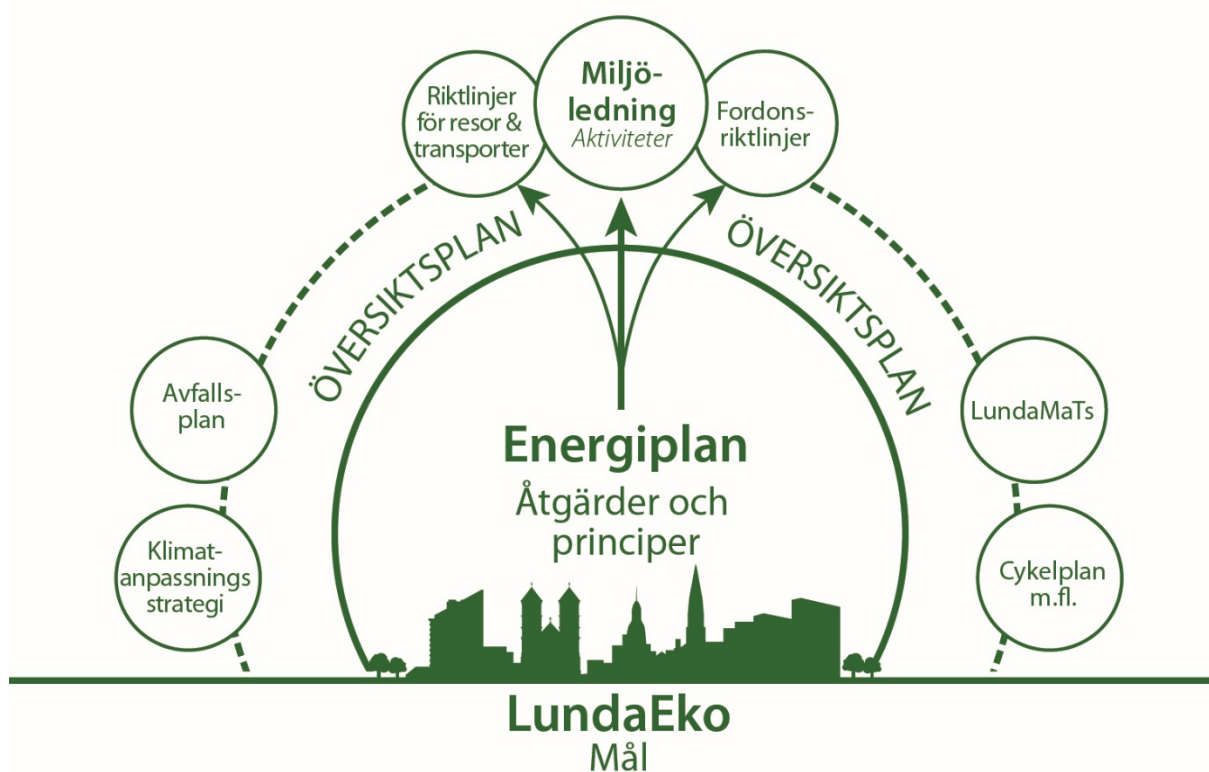 Riktlinjer
för resor &
transporter
Miljö-
ledning
Aktiviteter
Fordons-
riktlinjer
ÖVERSIKTSPLAN
ÖVERSIKTSPLAN
Avfalls-
plan
LundaMaTs
Klimat-
anpassnings
strategi
Cykelplan
m.fl.
Energiplan
Åtgärder och
principer
LundaEko
Mål